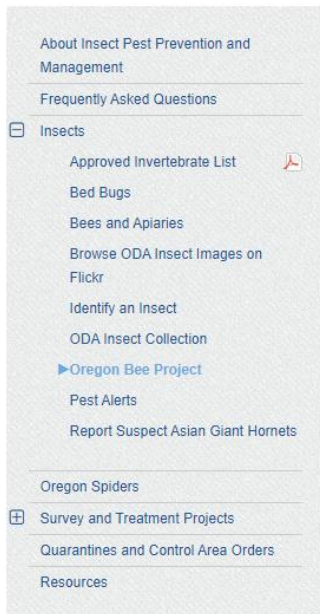 About Insect Pest Prevention and
Management
Frequently Asked Questions
Insects
Approved Invertebrate List
Bed Bugs
Bees and Apiaries
Browse ODA Insect Images on
Flickr
Identify an Insect
ODA Insect Collection
Oregon Bee Project
Pest Alerts
Report Suspect Asian Giant Hornets
Oregon Spiders
Survey and Treatment Projects
Quarantines and Control Area Orders
Resources